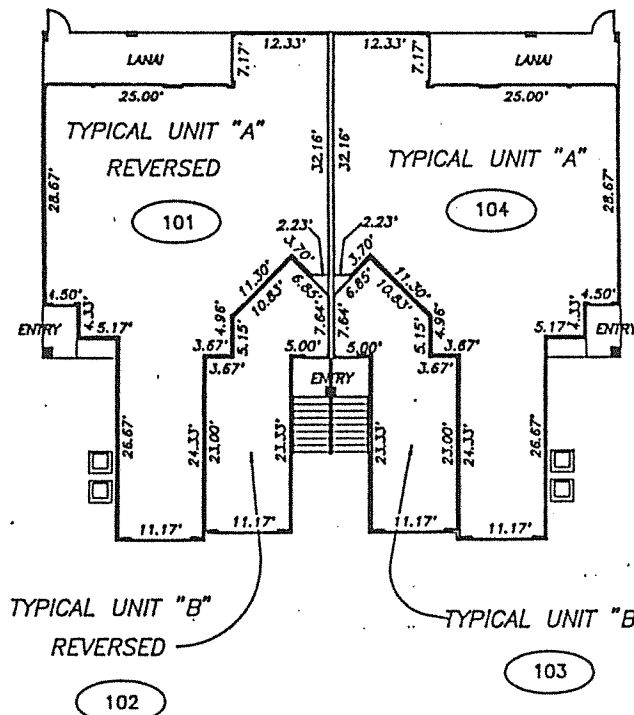 12.33' 12.33'
LANAI 7.17' 7.17' LANAI
25.00' 25.00'
TYPICAL UNIT "A"
REVERSED
32.16' 32.16'
TYPICAL UNIT "A"
28.67' 28.67'
101
104
2.23' 2.23'
3.70' 3.70'
11.30' 6.85' 6.85' 11.30'
10.83' 10.83'
4.50' 4.50'
4.33' 4.96' 7.64' 7.64' 4.96' 4.33'
ENTRY 5.17' 5.15' 5.15' 5.17' ENTRY
3.67' 5.00' 5.00' 3.67'
3.67' 3.67'
ENTRY
26.67' 24.33' 23.00' 23.33' 23.33' 23.00' 24.33' 26.67'
11.17' 11.17' 11.17' 11.17'
TYPICAL UNIT "B"
REVERSED
TYPICAL UNIT "B
102
103